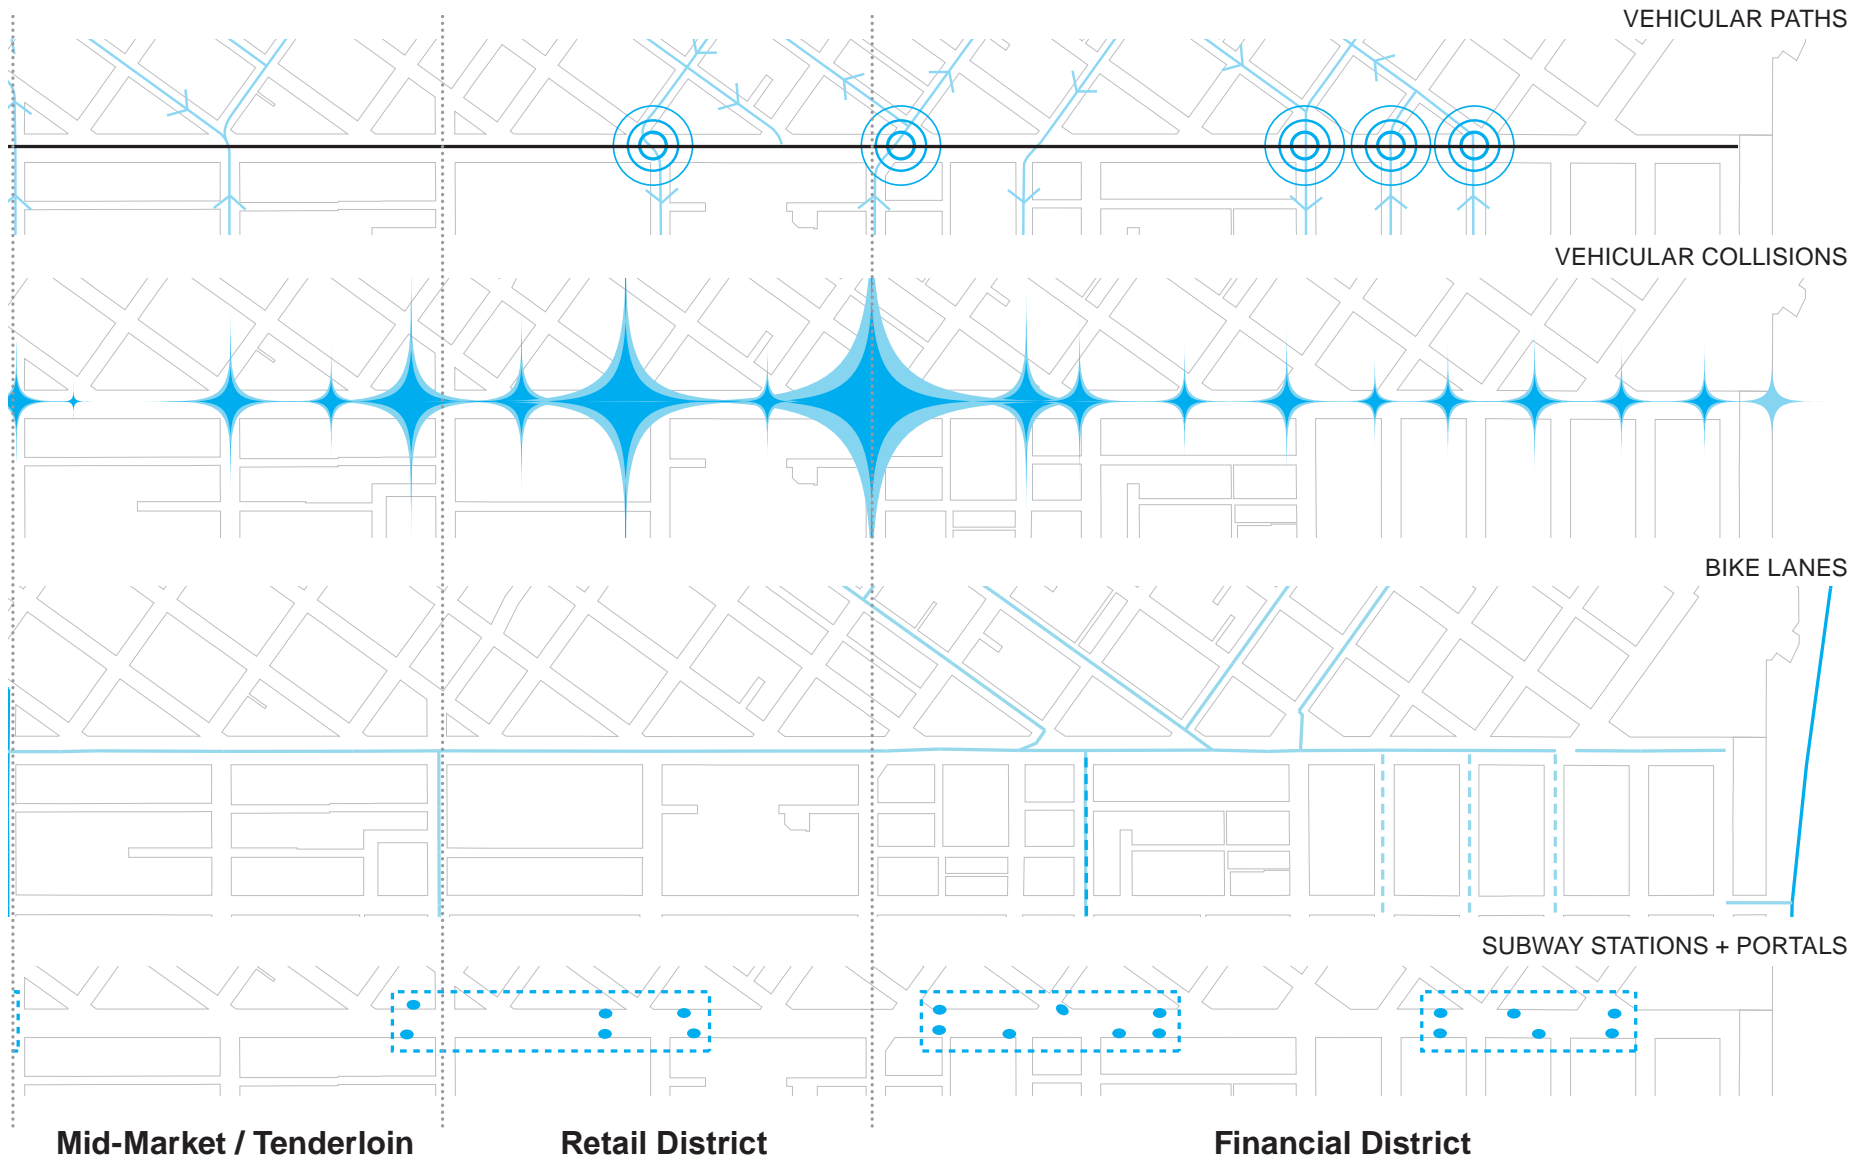 VEHICULAR PATHS
VEHICULAR COLLISIONS
BIKE LANES
SUBWAY STATIONS + PORTALS
Mid-Market / Tenderloin
Retail District
Financial District